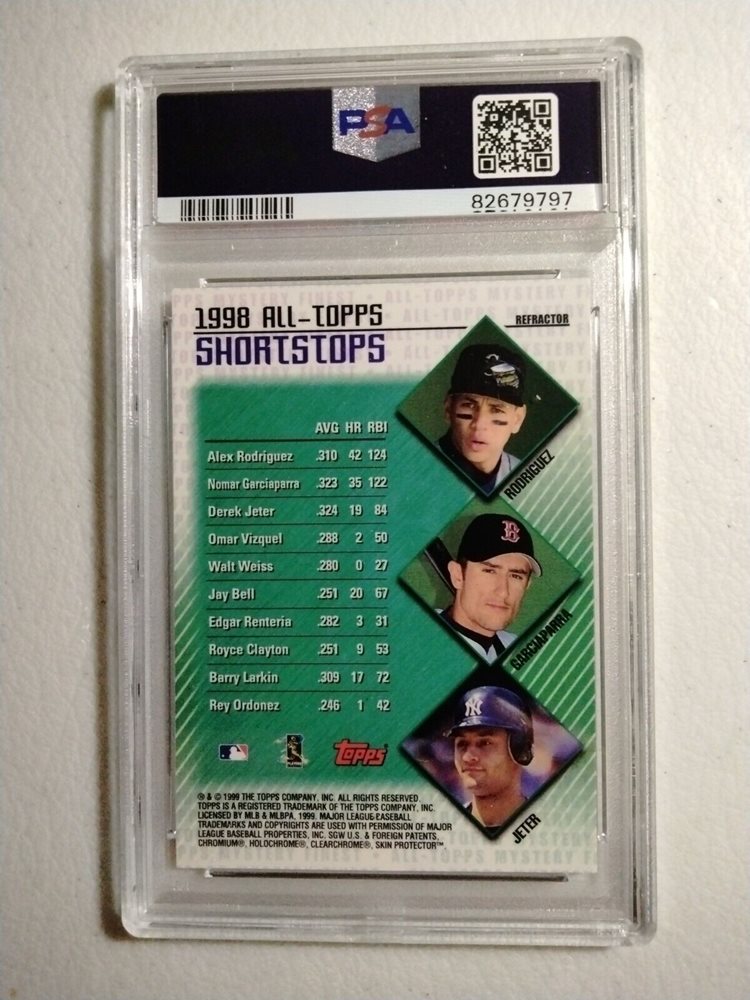 PSA
82679797
1998 ALL-TOPPS
SHORTSTOPS
REFRACTOR
AVG HR RBI
Alex Rodriguez .310 42 124
Nomar Garciaparra .323 35 122
Derek Jeter .324 19 84
Omar Vizquel .288 2 50
Walt Weiss .280 0 27
Jay Bell .251 20 67
Edgar Renteria .282 3 31
Royce Clayton .251 9 53
Barry Larkin .309 17 72
Rey Ordonez .246 1 42
RODRIGUEZ
B
GARCIAPARRA
NY
JETER
TOPPS
® & © 1999 THE TOPPS COMPANY, INC. ALL RIGHTS RESERVED.
TOPPS IS A REGISTERED TRADEMARK OF THE TOPPS COMPANY, INC.
LICENSED BY MLB & MLBPA, 1999. MAJOR LEAGUE BASEBALL
TRADEMARKS AND COPYRIGHTS ARE USED WITH PERMISSION OF MAJOR
LEAGUE BASEBALL PROPERTIES, INC. SGW U.S. & FOREIGN PATENTS.
CHROMIUM®, HOLOCHROME®, CLEARCHROME®, SKIN PROTECTOR™.